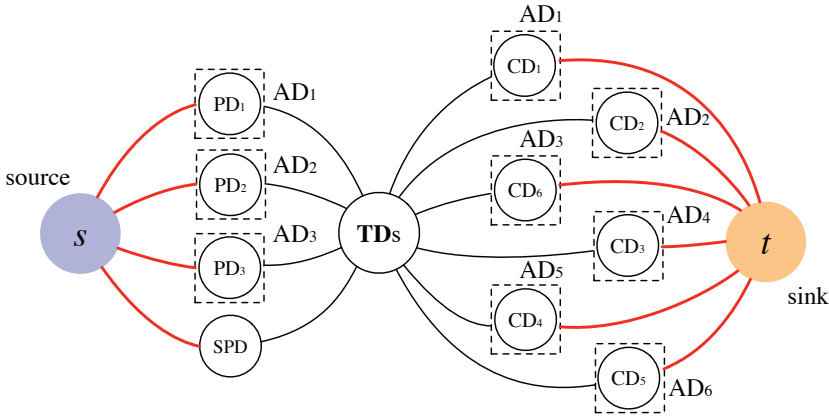 source
s
PD₁
AD₁
PD₂
AD₂
PD₃
AD₃
SPD
TDs
AD₁
CD₁
CD₂
AD₂
AD₃
CD₆
CD₃
AD₄
AD₅
CD₄
CD₅
AD₆
t
sink